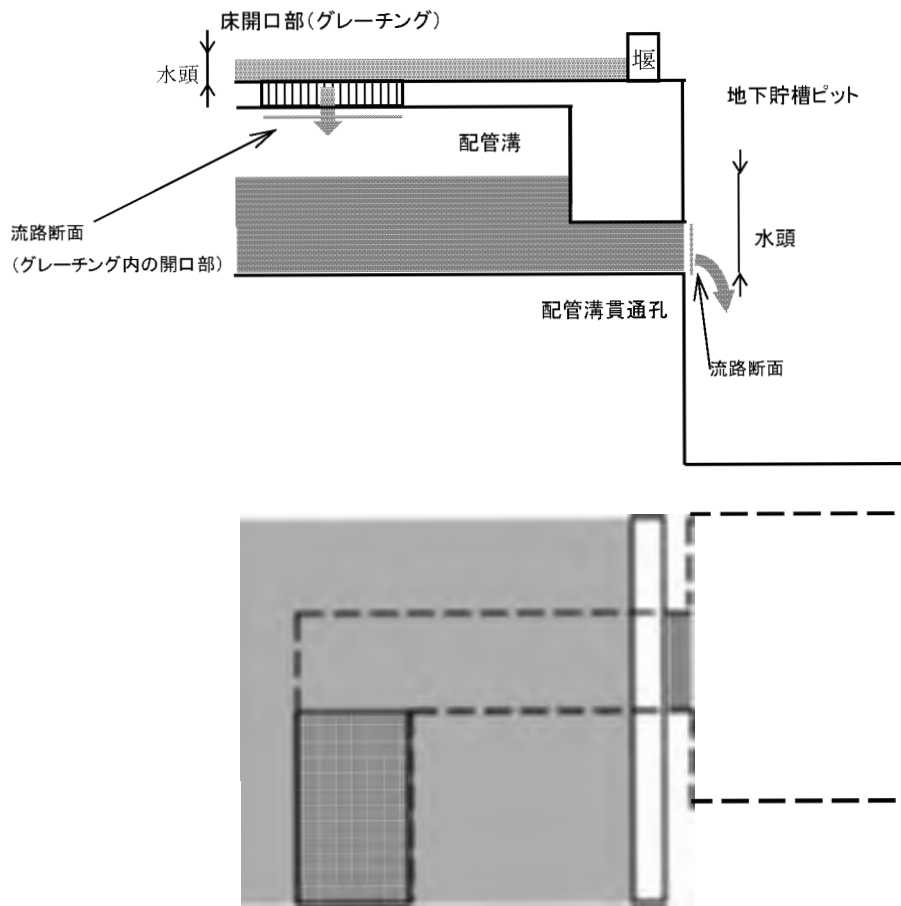 床開口部(グレーチング)
水頭
堰
地下貯槽ピット
配管溝
流路断面
(グレーチング内の開口部)
水頭
配管溝貫通孔
流路断面